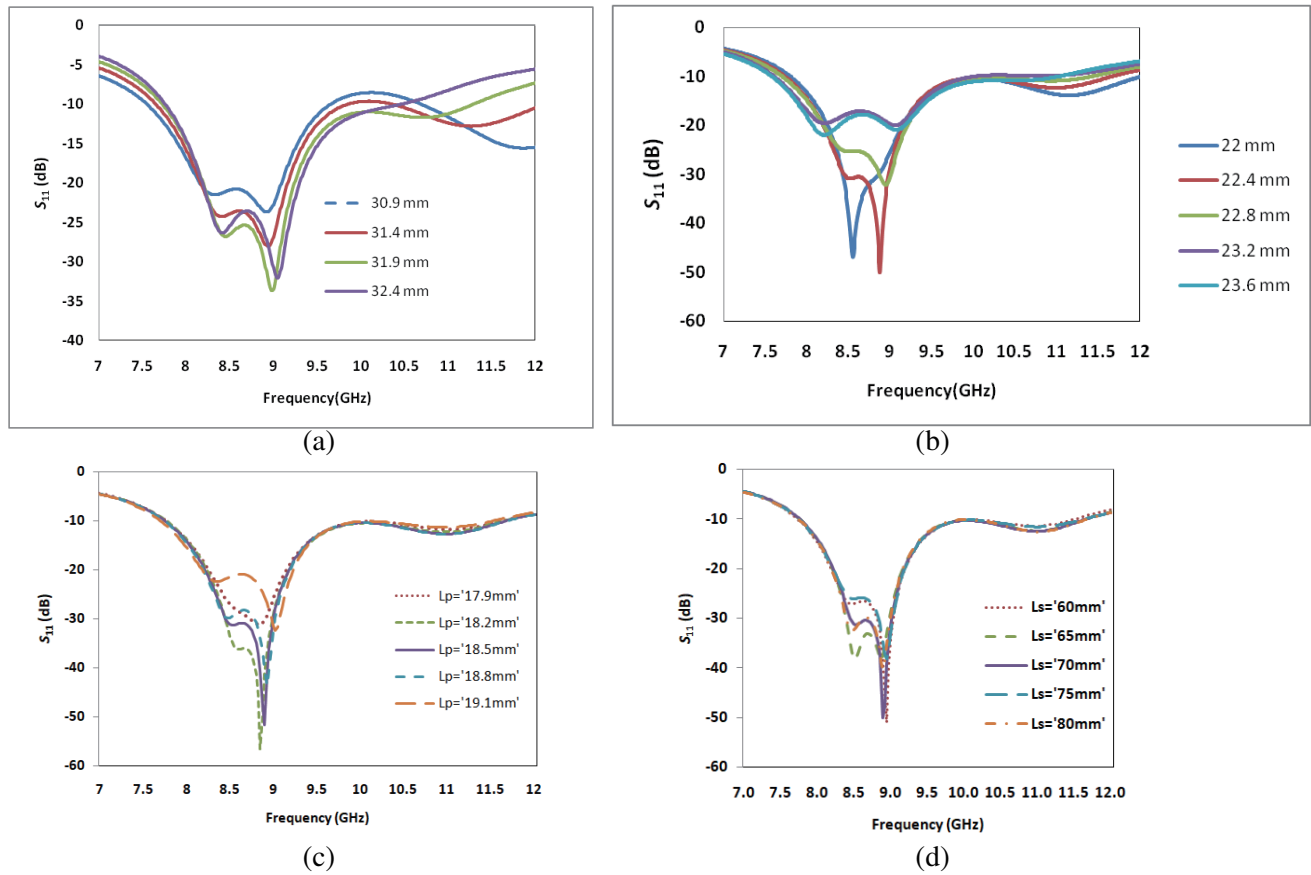 0
-5
-10
-15
-20
-25
-30
-35
-40
S11 (dB)
30.9 mm
31.4 mm
31.9 mm
32.4 mm
7 7.5 8 8.5 9 9.5 10 10.5 11 11.5 12
Frequency(GHz)
(a)
0
-10
-20
-30
-40
-50
-60
S11 (dB)
22 mm
22.4 mm
22.8 mm
23.2 mm
23.6 mm
7 7.5 8 8.5 9 9.5 10 10.5 11 11.5 12
Frequency(GHz)
(b)
0
-10
-20
-30
-40
-50
-60
S11 (dB)
Lp='17.9mm'
Lp='18.2mm'
Lp='18.5mm'
Lp='18.8mm'
Lp='19.1mm'
7 7.5 8 8.5 9 9.5 10 10.5 11 11.5 12
Frequency (GHz)
(c)
0
-10
-20
-30
-40
-50
-60
S11 (dB)
Ls='60mm'
Ls='65mm'
Ls='70mm'
Ls='75mm'
Ls='80mm'
7.0 7.5 8.0 8.5 9.0 9.5 10.0 10.5 11.0 11.5 12.0
Frequency (GHz)
(d)